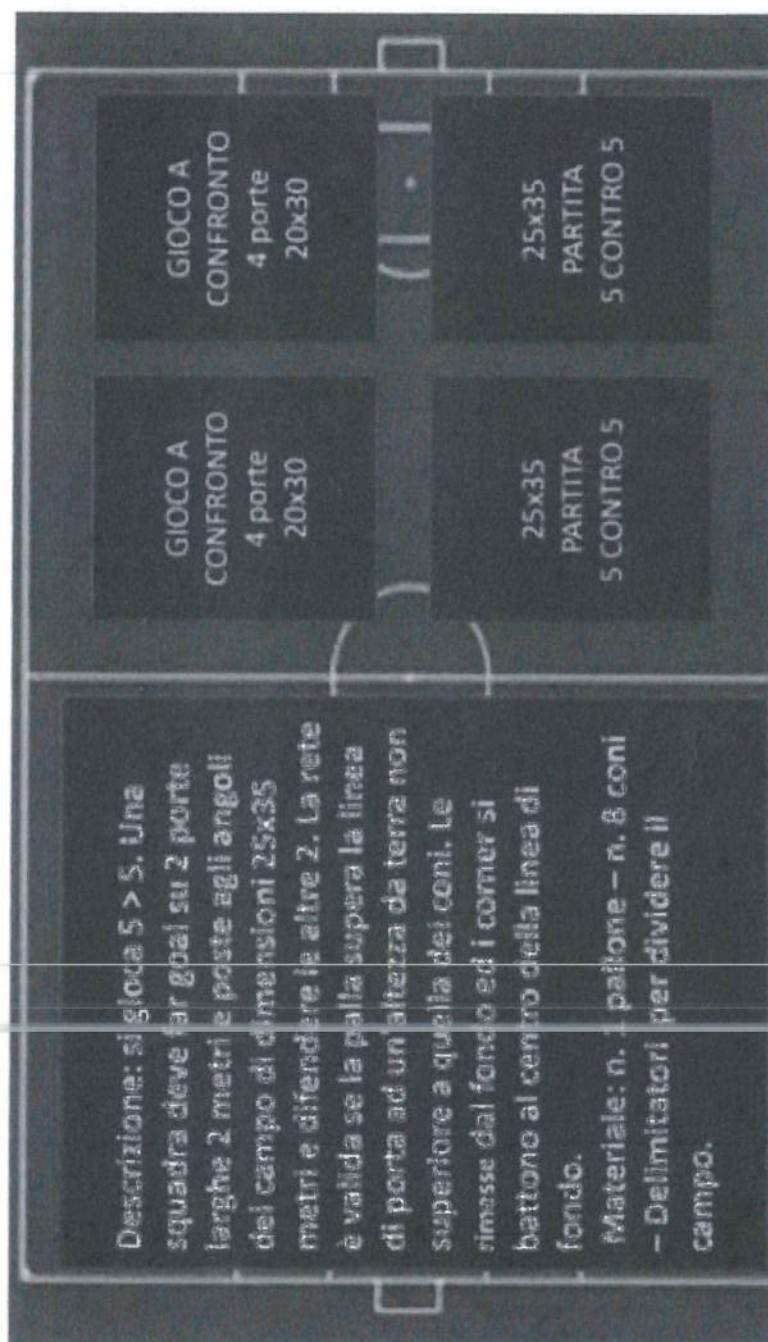 Descrizione: si gioca 5 > 5. Una
squadra deve far goal su 2 porte
larghe 2 metri e poste agli angoli
del campo di dimensioni 25x35
metri e difendere le altre 2. La rete
è valida se la palla supera la linea
di porta ad un'altezza da terra non
superiore a quella dei coni. Le
rimesse dal fondo ed i corner si
battono al centro della linea di
fondo.
Materiale: n. 1 pallone – n. 8 coni
– Delimitatori per dividere il
campo.
GIOCO A
CONFRONTO
4 porte
20x30
GIOCO A
CONFRONTO
4 porte
20x30
25x35
PARTITA
5 CONTRO 5
25x35
PARTITA
5 CONTRO 5